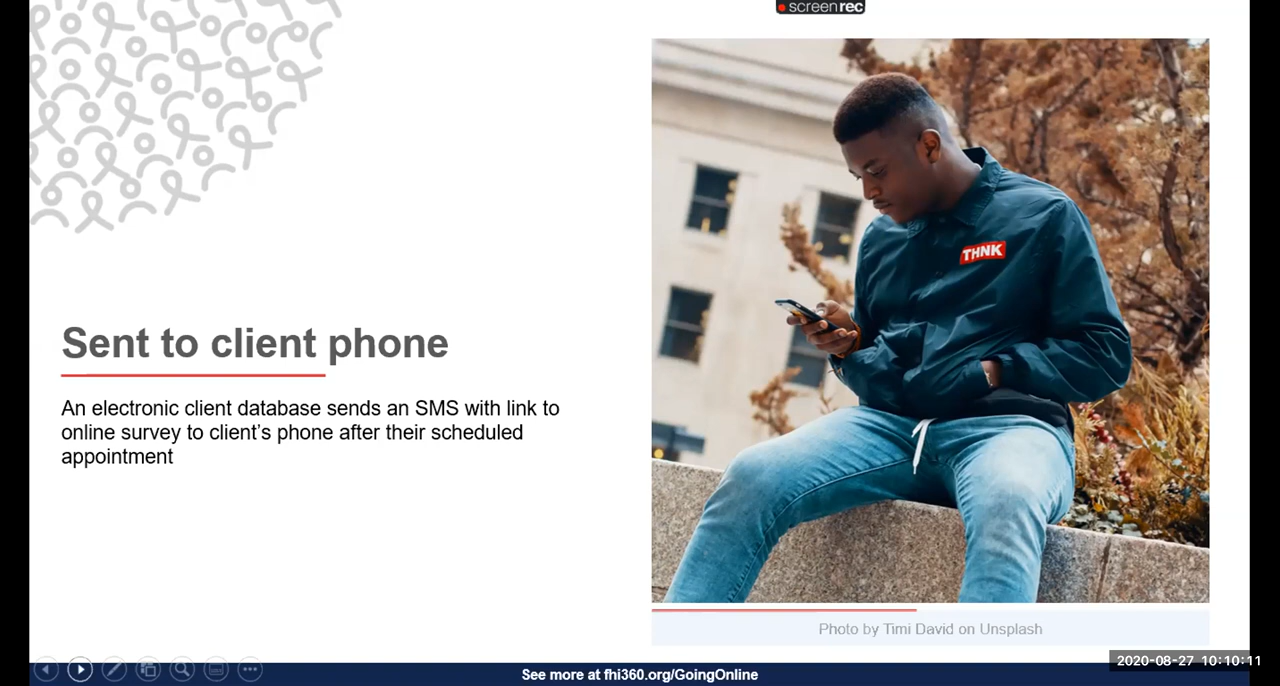 screenrec
THNK
Sent to client phone
An electronic client database sends an SMS with link to
online survey to client's phone after their scheduled
appointment
Photo by Timi David on Unsplash
2020-08-27 10:10:11
See more at fhi360.org/GoingOnline